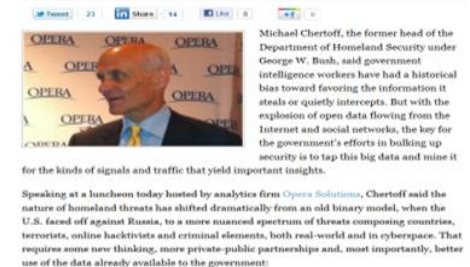 Tweet 23 in Share 14 Like 8 +1 0
OPERA OPERA
OPERA
OPERA
OPERA
OPERA
Michael Chertoff, the former head of the
Department of Homeland Security under
George W. Bush, said government
intelligence workers have had a historical
bias toward favoring the information it
steals or quietly intercepts. But with the
explosion of open data flowing from the
Internet and social networks, the key for
the government's efforts in bulking up
security is to tap this big data and mine it
for the kinds of signals and traffic that yield important insights.
Speaking at a luncheon today hosted by analytics firm Opera Solutions, Chertoff said the
nature of homeland threats has shifted dramatically from an old binary model, when the
U.S. faced off against Russia, to a more nuanced spectrum of threats composing countries,
terrorists, online hacktivists and criminal elements, both real-world and in cyberspace. That
requires some new thinking, more private-public partnerships and, most importantly, better
use of the data already available to the government: